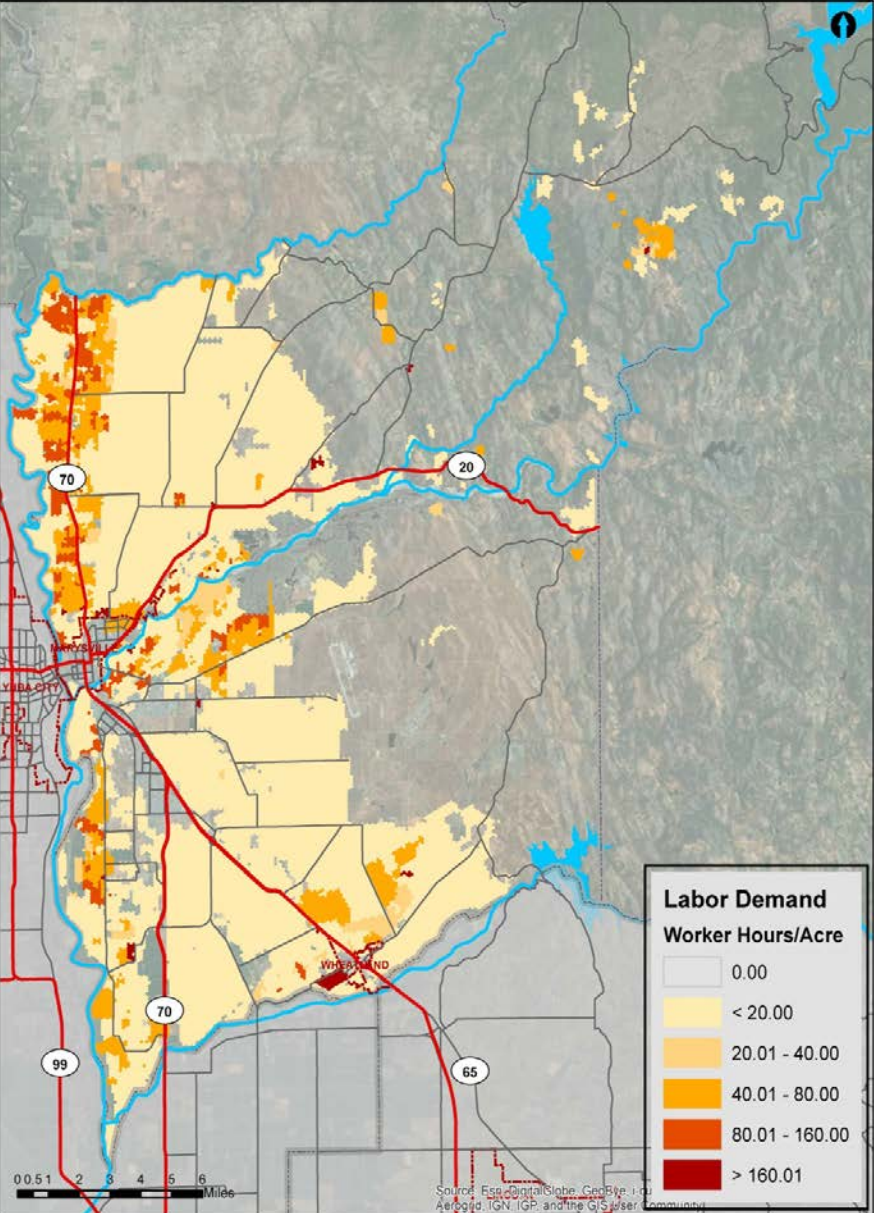 20
70
MARYSVILLE
YUBA CITY
WHEATLAND
70
99
65
Labor Demand
Worker Hours/Acre
0.00
< 20.00
20.01 - 40.00
40.01 - 80.00
80.01 - 160.00
> 160.01
0 0.5 1 2 3 4 5 6
Miles
Source: Esri, DigitalGlobe, GeoEye, i-cu
Aerogrid, IGN, IGP, and the GIS User Community